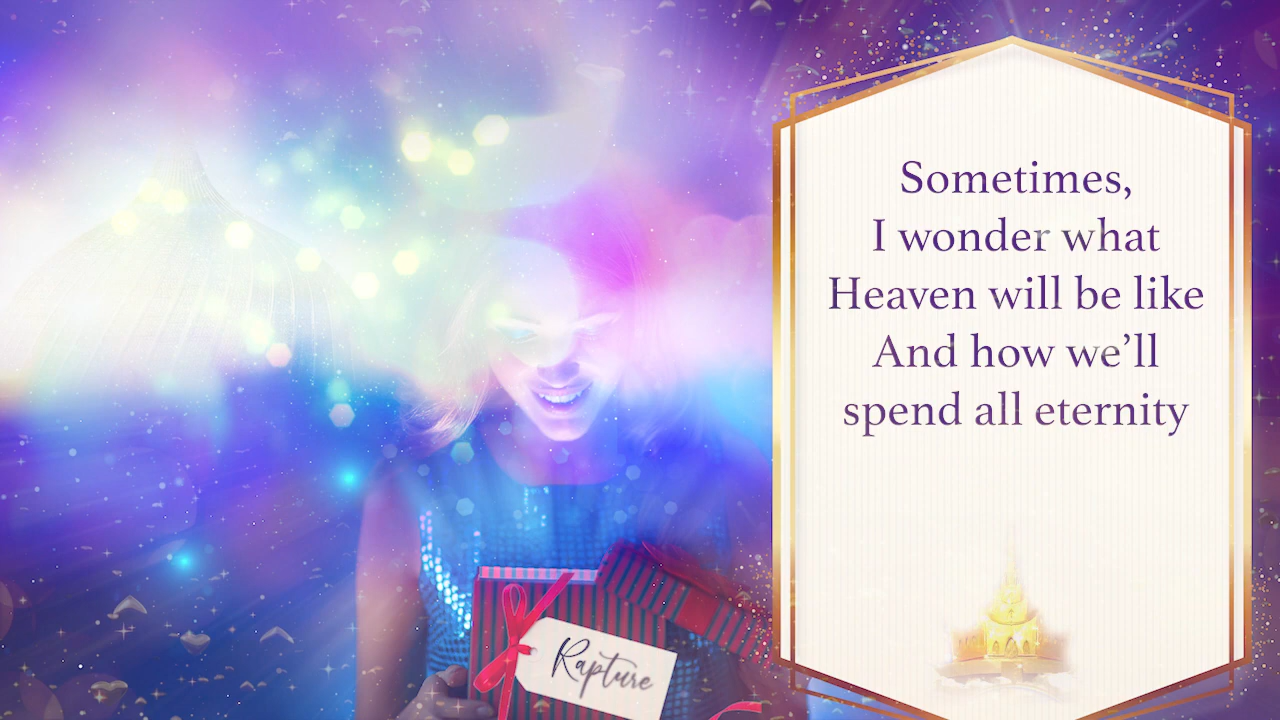 Sometimes,
I wonder what
Heaven will be like
And how we’ll
spend all eternity
Rapture